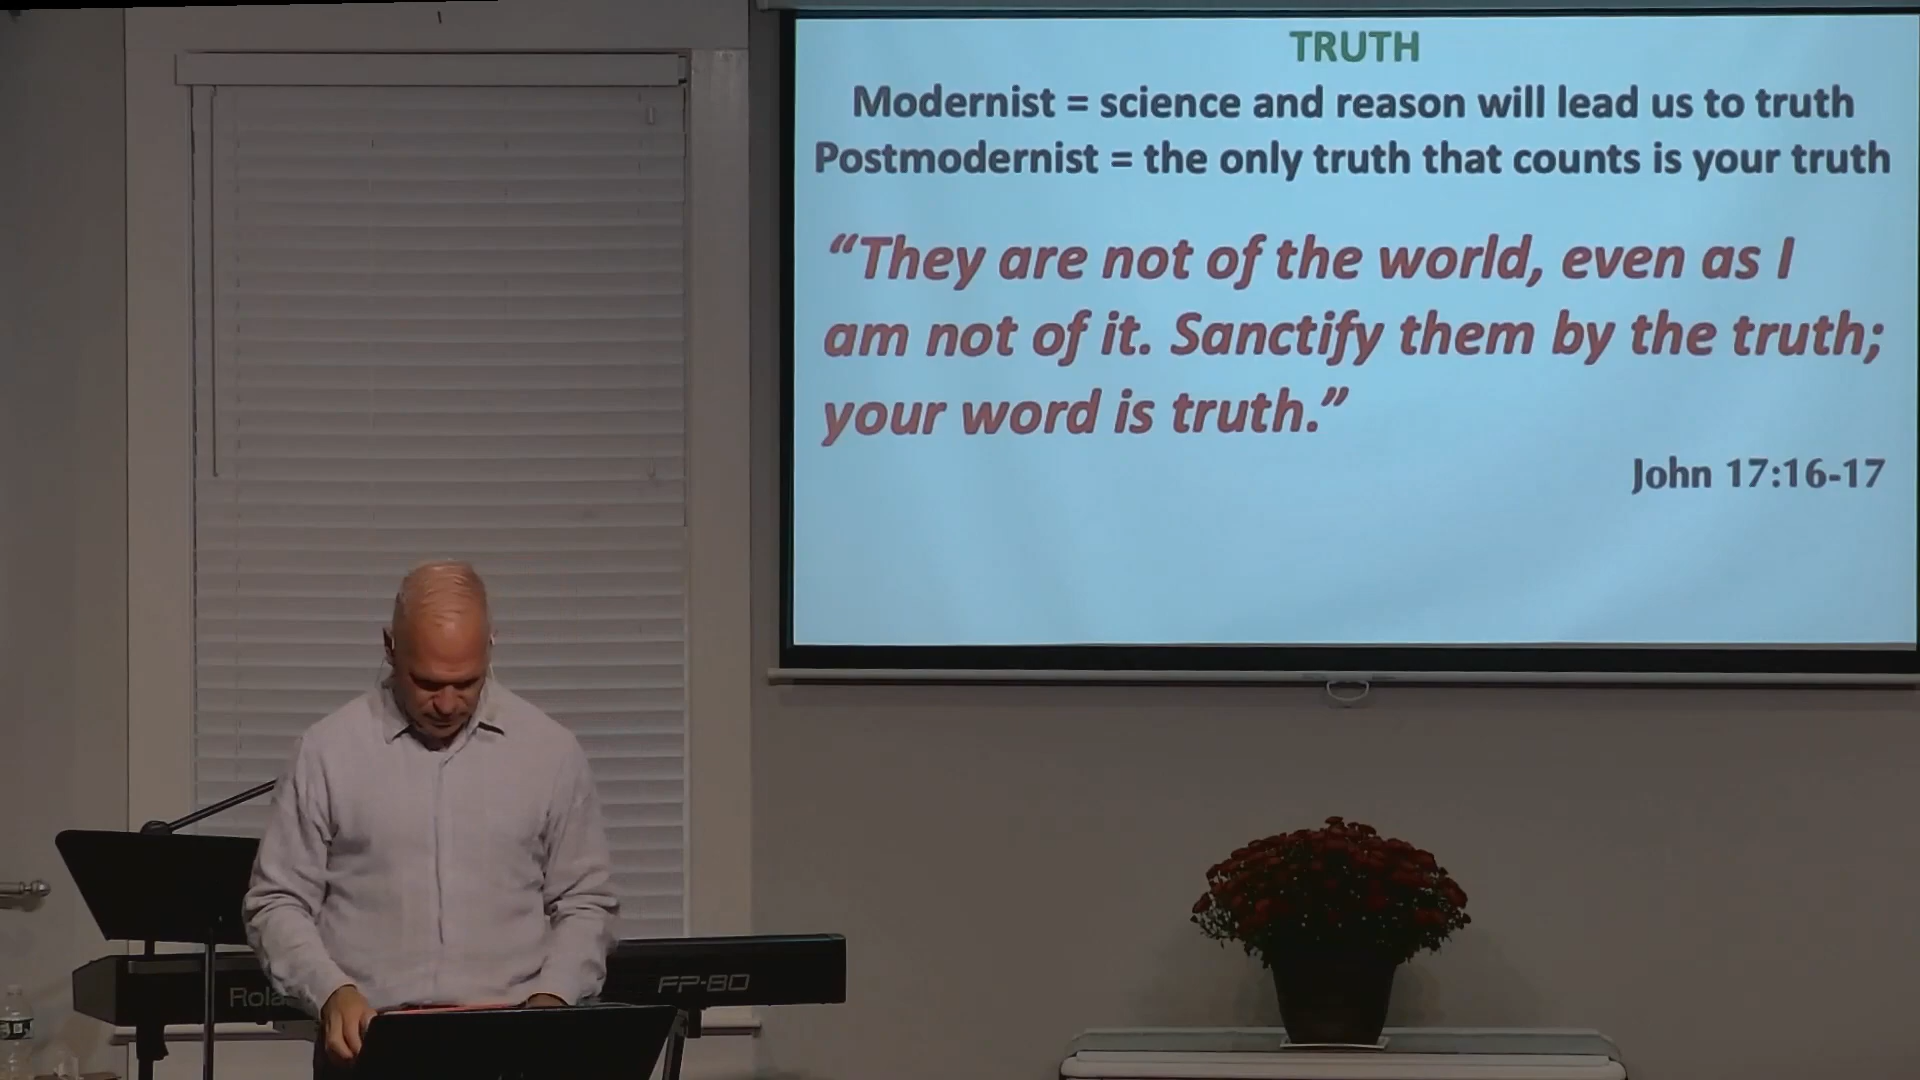 TRUTH
Modernist = science and reason will lead us to truth
Postmodernist = the only truth that counts is your truth
“They are not of the world, even as I
am not of it. Sanctify them by the truth;
your word is truth.”
John 17:16-17
Rola
FP-80